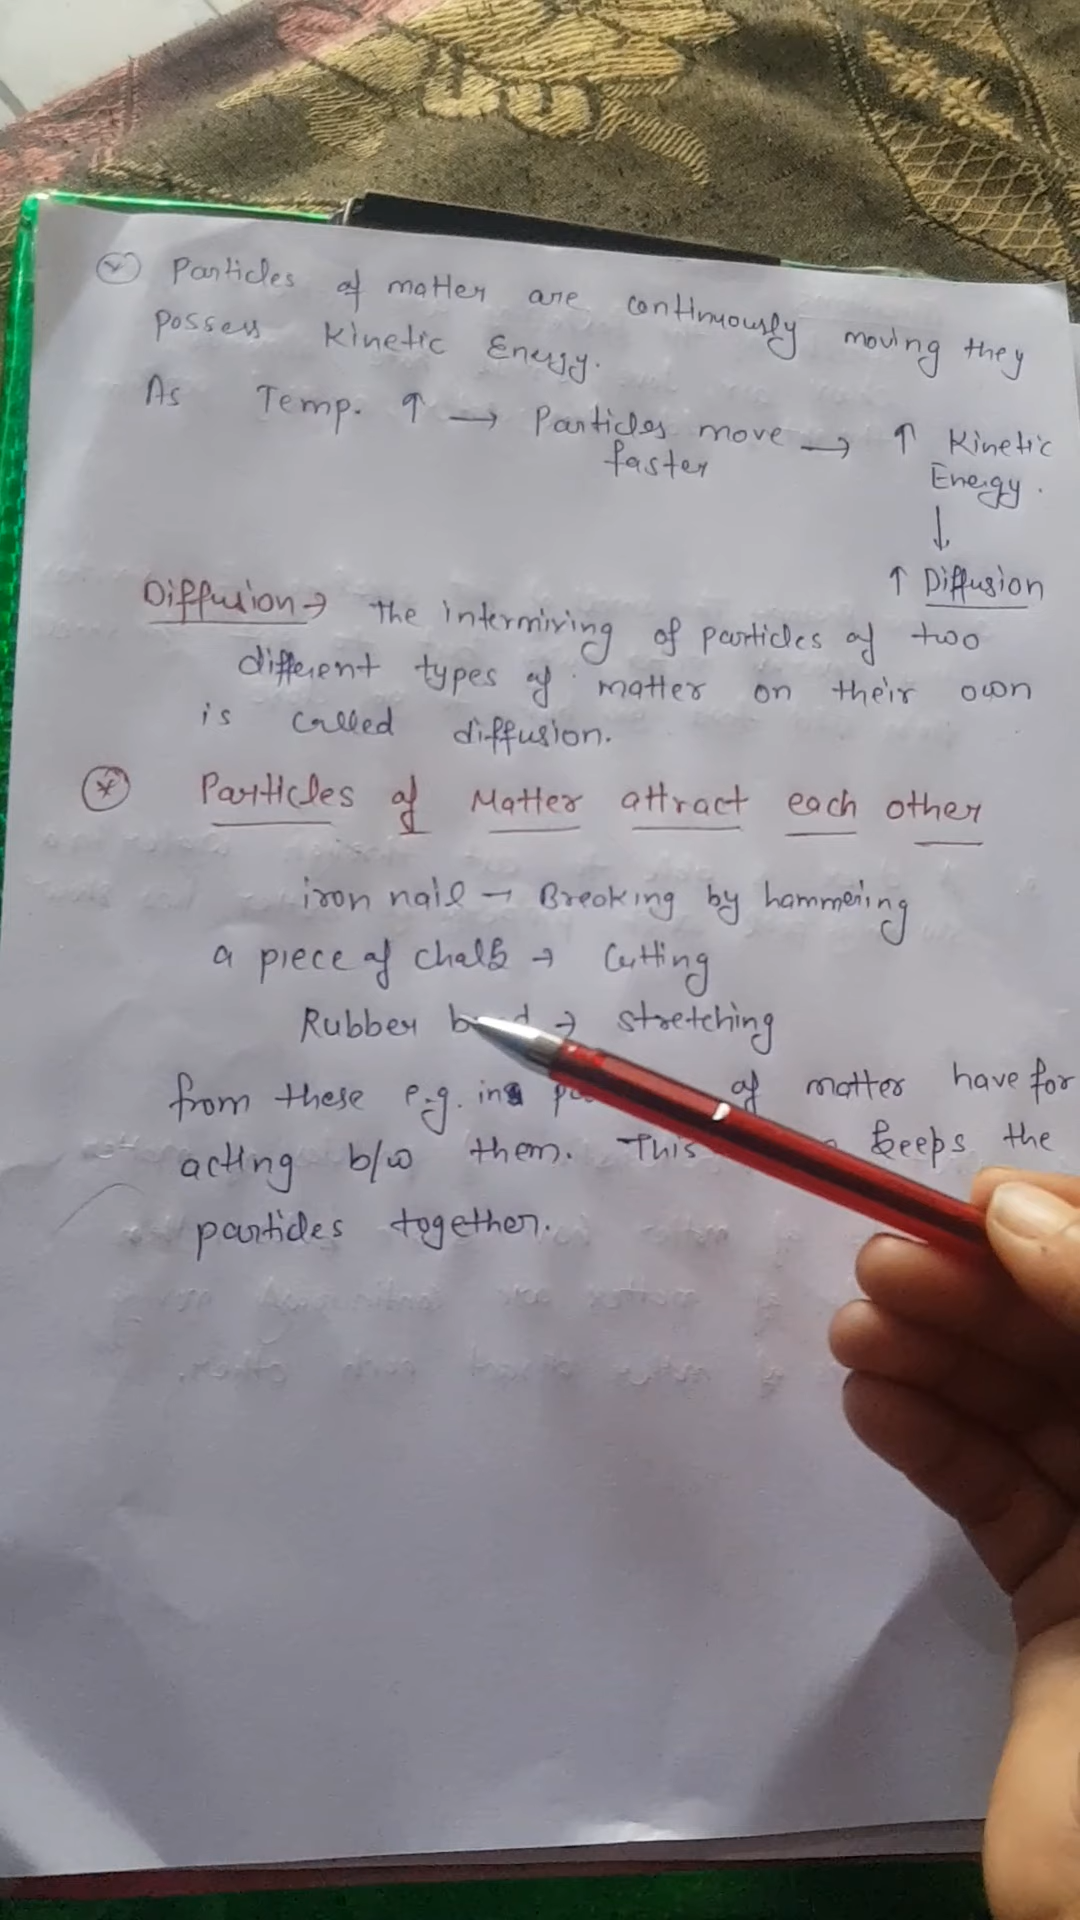 Particles of matter are continuously moving they
possess Kinetic Energy.
As Temp. ↑ → Particles move → ↑ Kinetic
faster Energy.
↓
↑ Diffusion
Diffusion → the intermixing of particles of two
different types of matter on their own
is called diffusion.
* Particles of Matter attract each other
iron nail → Breaking by hammering
a piece of chalk → Cutting
Rubber → stretching
from these e.g. ing of matter have for
acting b/w them. This keeps the
particles together.